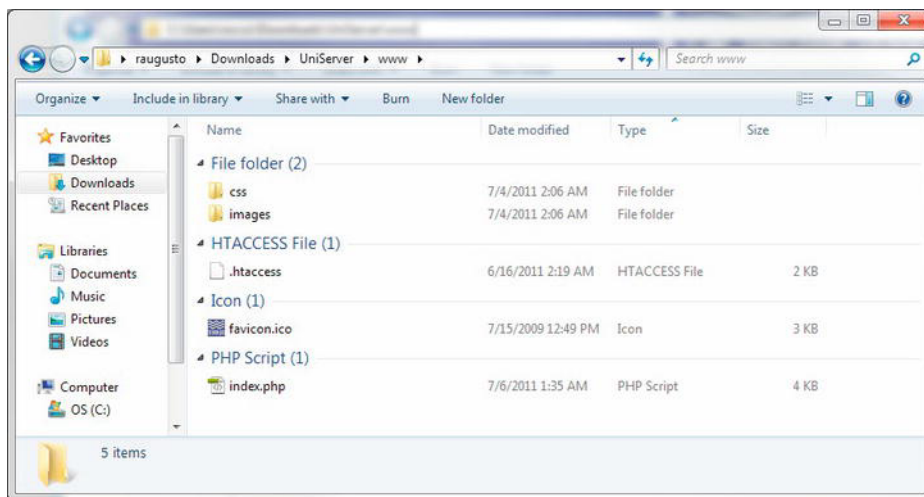 raugusto Downloads UniServer www Search www
Organize Include in library Share with Burn New folder
Favorites
Desktop
Downloads
Recent Places
Libraries
Documents
Music
Pictures
Videos
Computer
OS (C:)
Name Date modified Type Size
File folder (2)
css 7/4/2011 2:06 AM File folder
images 7/4/2011 2:06 AM File folder
HTACCESS File (1)
.htaccess 6/16/2011 2:19 AM HTACCESS File 2 KB
Icon (1)
favicon.ico 7/15/2009 12:49 PM Icon 3 KB
PHP Script (1)
index.php 7/6/2011 1:35 AM PHP Script 4 KB
5 items